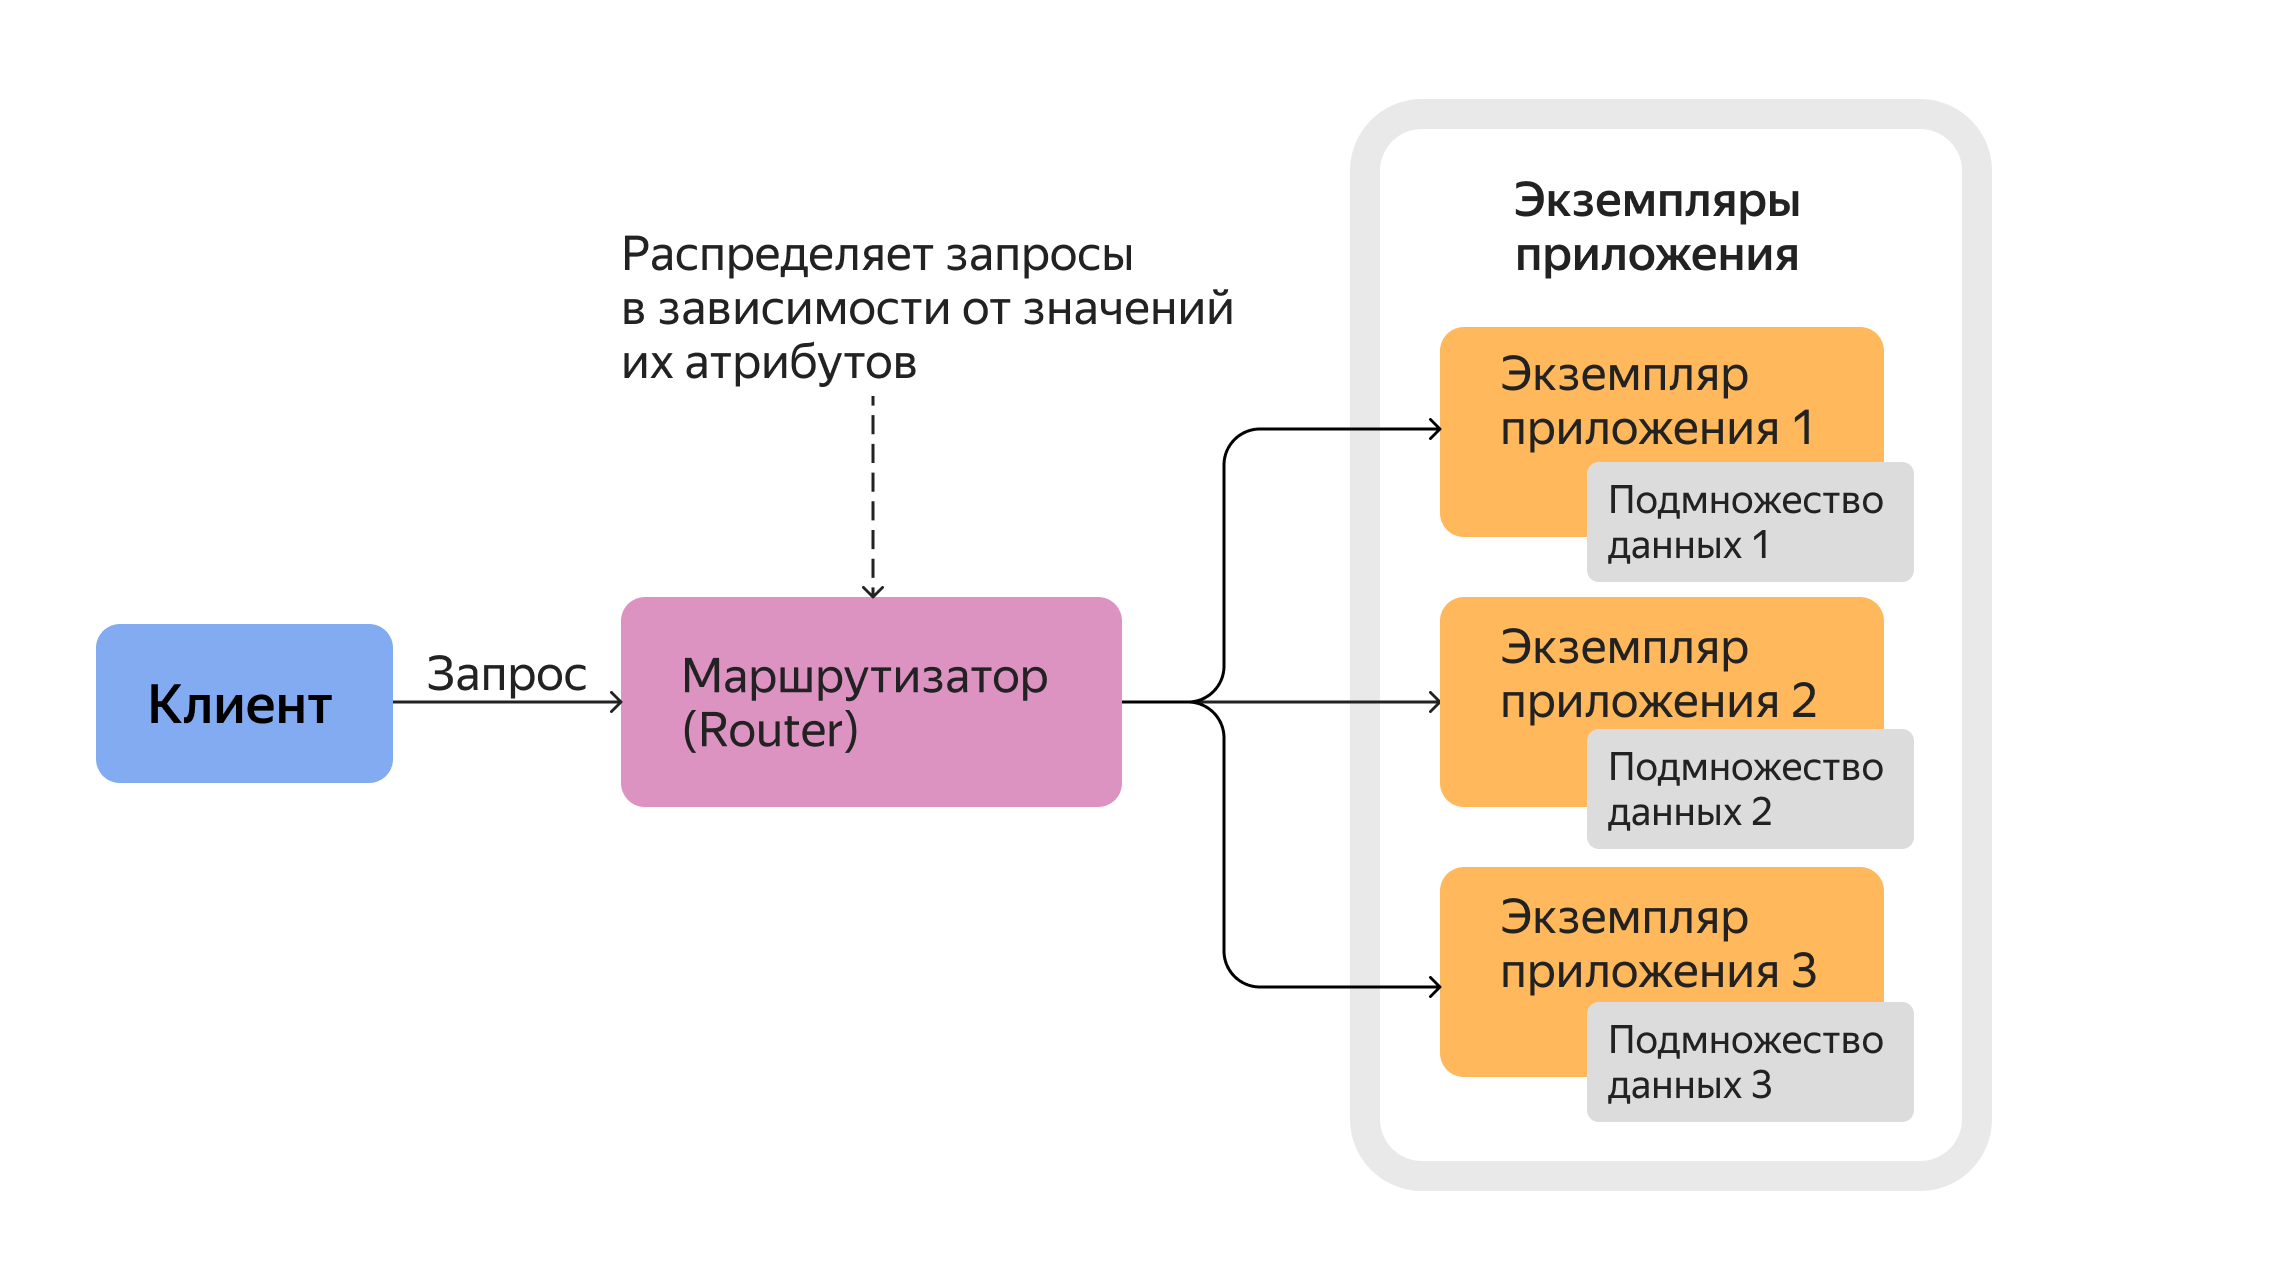 Экземпляры
приложения
Распределяет запросы
в зависимости от значений
их атрибутов
Экземпляр
приложения 1
Подмножество
данных 1
Клиент
Запрос
Маршрутизатор
(Router)
Экземпляр
приложения 2
Подмножество
данных 2
Экземпляр
приложения 3
Подмножество
данных 3